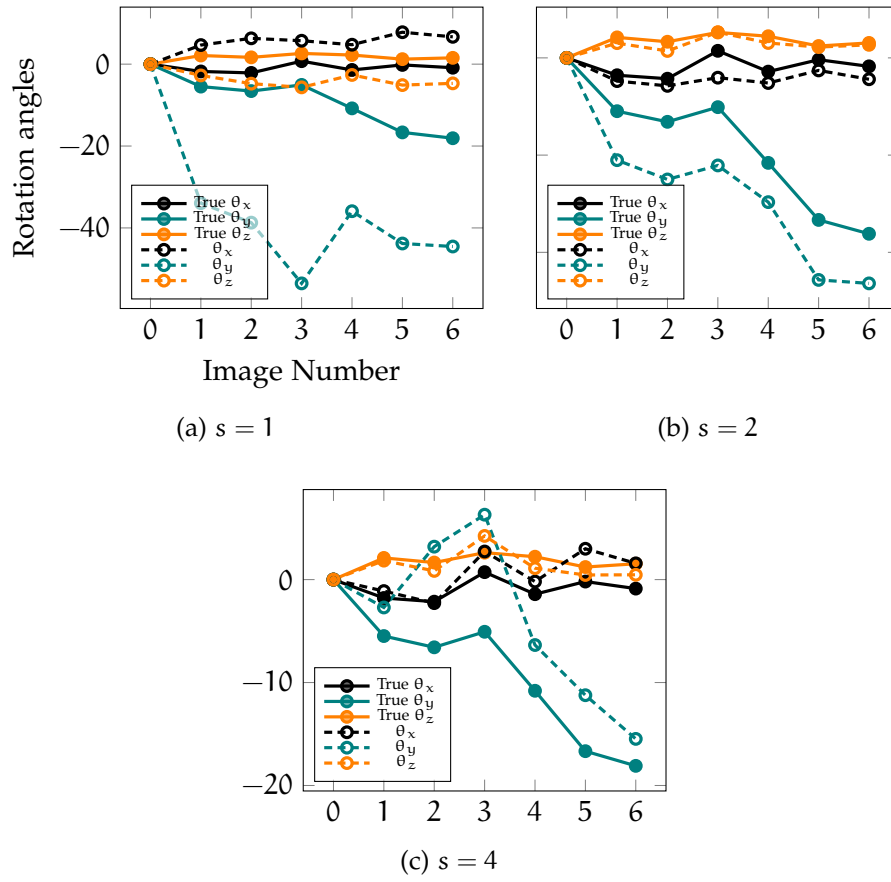 Rotation angles
0
−20
−40
True θx
True θy
True θz
θx
θy
θz
0 1 2 3 4 5 6
Image Number
(a) s = 1
True θx
True θy
True θz
θx
θy
θz
0 1 2 3 4 5 6
(b) s = 2
0
−10
−20
True θx
True θy
True θz
θx
θy
θz
0 1 2 3 4 5 6
(c) s = 4